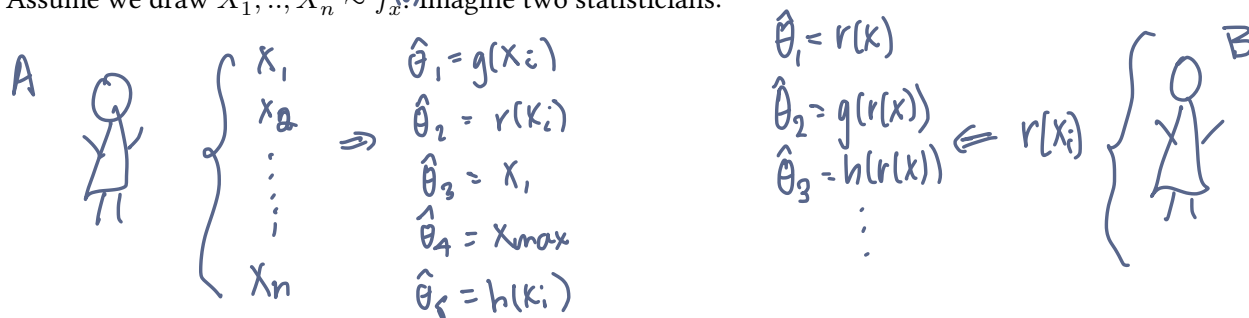 Assume we draw X_1, .., X_n ~ f_x. Imagine two statisticians.
A
X_1
X_2
⋮
X_n
⇒
θ̂_1 = g(X_i)
θ̂_2 = r(X_i)
θ̂_3 = X_1
θ̂_4 = X_max
θ̂_5 = h(X_i)
θ̂_1 = r(X)
θ̂_2 = g(r(X))
θ̂_3 = h(r(X))
⋮
⇐ r(X_i)
B